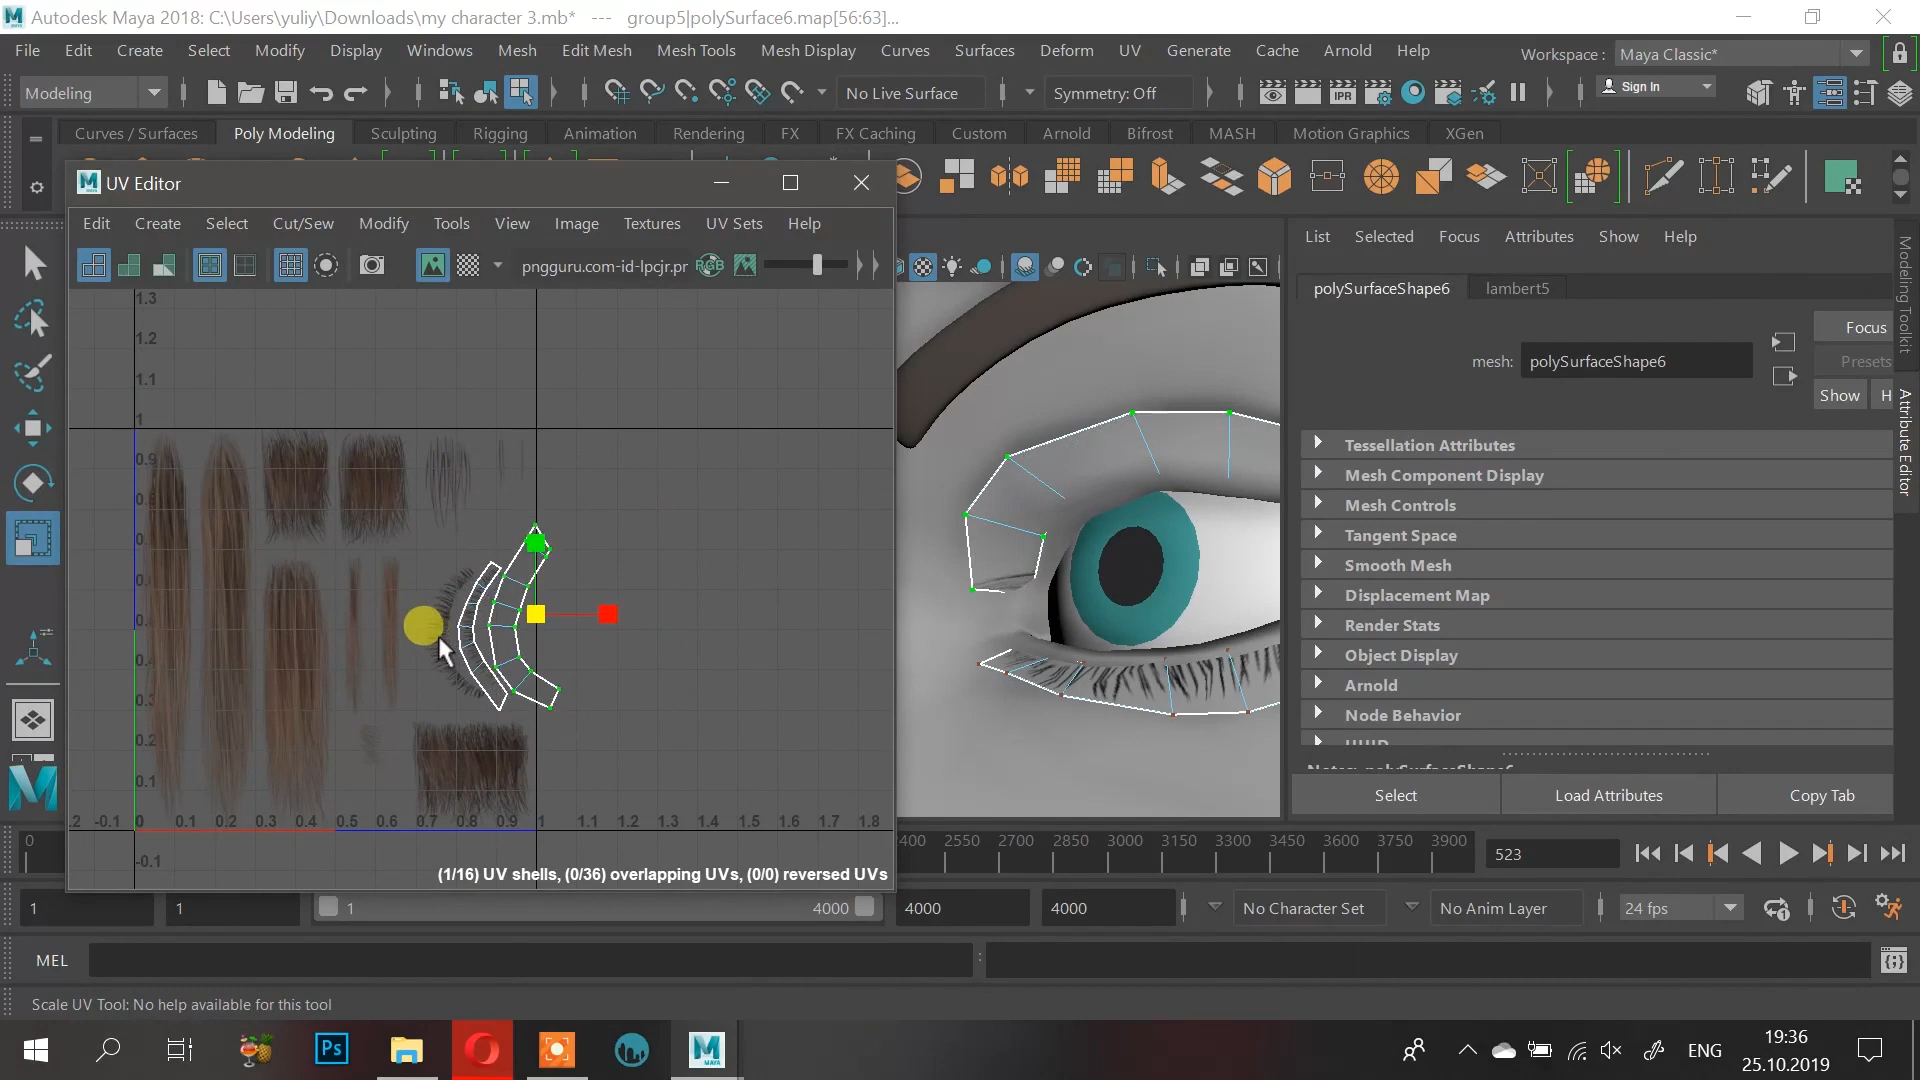 Autodesk Maya 2018: C:\Users\yuliy\Downloads\my character 3.mb*   ---   group5|polySurface6.map[56:63]...
File Edit Create Select Modify Display Windows Mesh Edit Mesh Mesh Tools Mesh Display Curves Surfaces Deform UV Generate Cache Arnold Help Workspace : Maya Classic*
Modeling No Live Surface Symmetry: Off IPR Sign In
Curves / Surfaces Poly Modeling Sculpting Rigging Animation Rendering FX FX Caching Custom Arnold Bifrost MASH Motion Graphics XGen
UV Editor
Edit Create Select Cut/Sew Modify Tools View Image Textures UV Sets Help
pngguru.com-id-lpcjr.pr RGB
List Selected Focus Attributes Show Help
polySurfaceShape6 lambert5
Focus
mesh: polySurfaceShape6
Presets
Show H
Modeling Toolkit
Attribute Editor
Tessellation Attributes
Mesh Component Display
Mesh Controls
Tangent Space
Smooth Mesh
Displacement Map
Render Stats
Object Display
Arnold
Node Behavior
Select Load Attributes Copy Tab
1.3
1.2
1.1
1
0.9
0.2
0.1
.2 -0.1 0 0.1 0.2 0.3 0.4 0.5 0.6 0.7 0.8 0.9 1 1.1 1.2 1.3 1.4 1.5 1.6 1.7 1.8
-0.1
(1/16) UV shells, (0/36) overlapping UVs, (0/0) reversed UVs
0 400 2550 2700 2850 3000 3150 3300 3450 3600 3750 3900 523
1 1 1 4000 4000 4000 No Character Set No Anim Layer 24 fps
MEL
Scale UV Tool: No help available for this tool
Ps MAYA ENG 19:36
25.10.2019